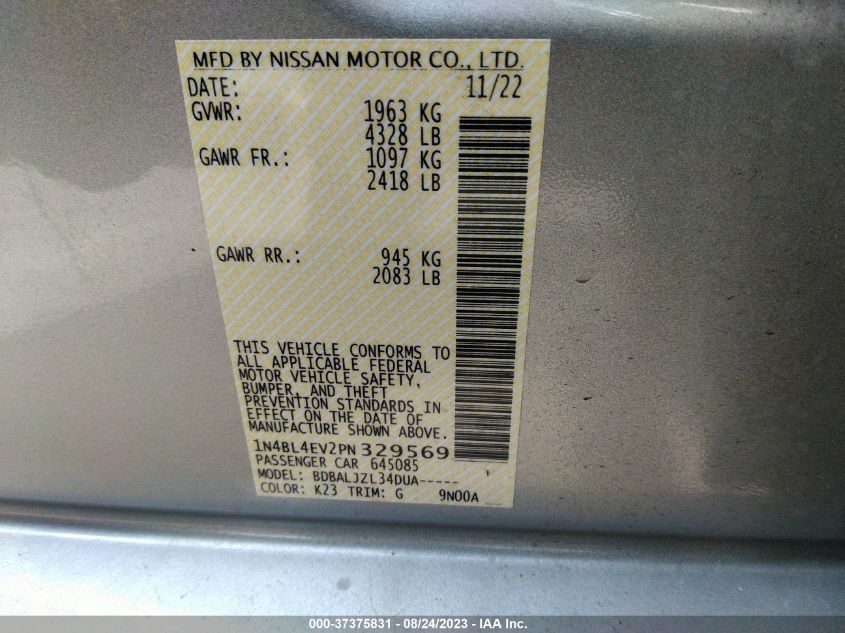 MFD BY NISSAN MOTOR CO., LTD.
DATE: 11/22
GVWR: 1963 KG
4328 LB
GAWR FR.: 1097 KG
2418 LB
GAWR RR.: 945 KG
2083 LB
THIS VEHICLE CONFORMS TO
ALL APPLICABLE FEDERAL
MOTOR VEHICLE SAFETY,
BUMPER, AND THEFT
PREVENTION STANDARDS IN
EFFECT ON THE DATE OF
MANUFACTURE SHOWN ABOVE.
1N4BL4EV2PN 329569
PASSENGER CAR 645085
MODEL: BDBALJZL34DUA-----
COLOR: K23 TRIM: G 9N00A
000-37375831 - 08/24/2023 - IAA Inc.